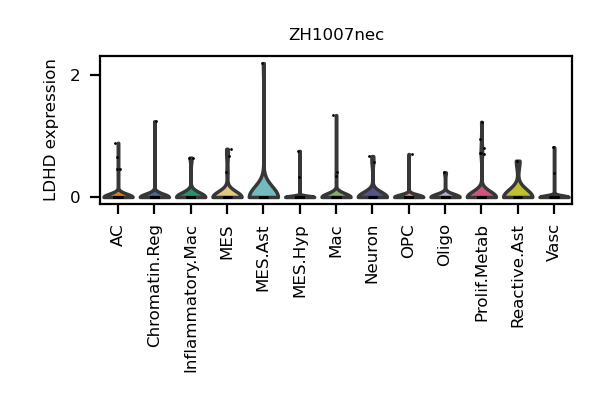 ZH1007nec
LDHD expression
2
0
AC
Chromatin.Reg
Inflammatory.Mac
MES
MES.Ast
MES.Hyp
Mac
Neuron
OPC
Oligo
Prolif.Metab
Reactive.Ast
Vasc